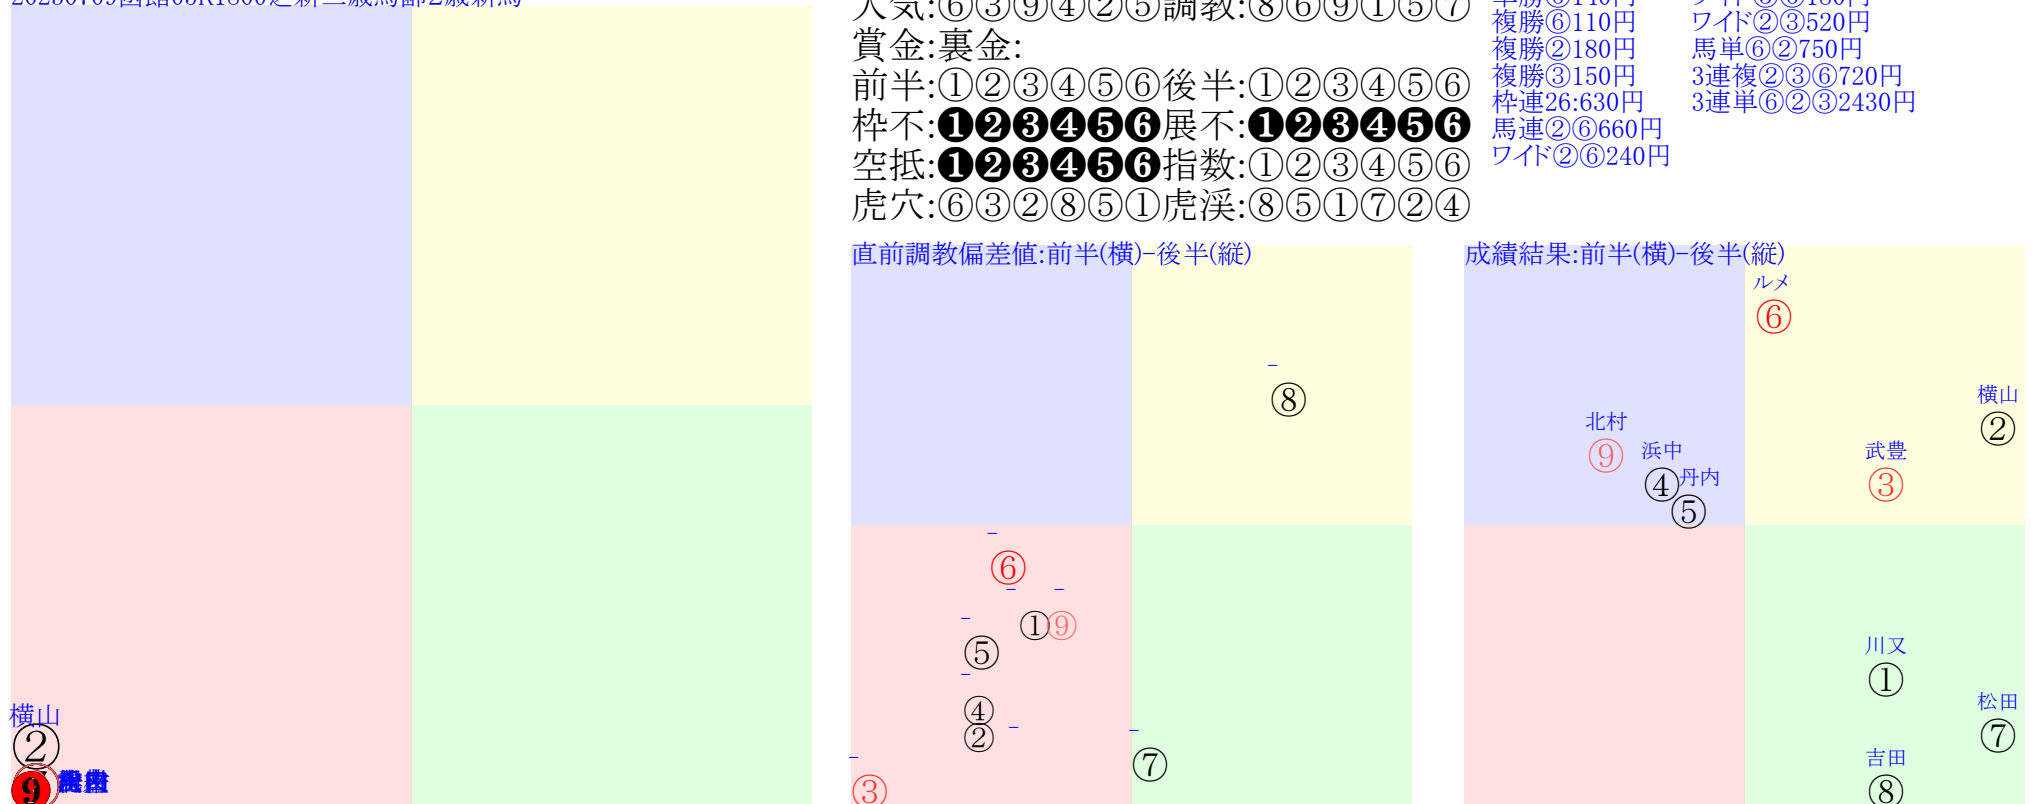 人気:⑥③⑨④②⑤調教:⑧⑥⑨①⑤⑦
賞金:裏金:
前半:①②③④⑤⑥後半:①②③④⑤⑥
枠不:❶❷❸❹❺❻展不:❶❷❸❹❺❻
空抵:❶❷❸❹❺❻指数:①②③④⑤⑥
虎穴:⑥③②⑧⑤①虎渓:⑧⑤①⑦②④
複勝⑥110円
複勝②180円
複勝③150円
枠連26:630円
馬連②⑥660円
ワイド②⑥240円
ワイド②③520円
馬単⑥②750円
3連複②③⑥720円
3連単⑥②③2430円
横山
②
9
直前調教偏差値:前半(横)-後半(縦)
⑧
⑥
①⑨
⑤
④
②
⑦
③
成績結果:前半(横)-後半(縦)
ルメ
⑥
横山
②
北村
⑨
浜中
④
武豊
③
丹内
⑤
川又
①
松田
⑦
吉田
⑧